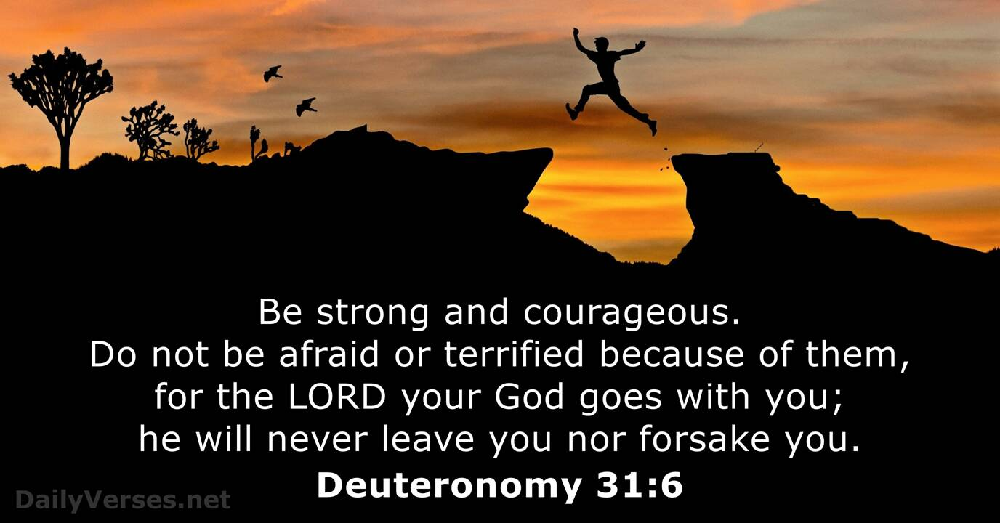 Be strong and courageous.
Do not be afraid or terrified because of them,
for the LORD your God goes with you;
he will never leave you nor forsake you.
Deuteronomy 31:6
DailyVerses.net